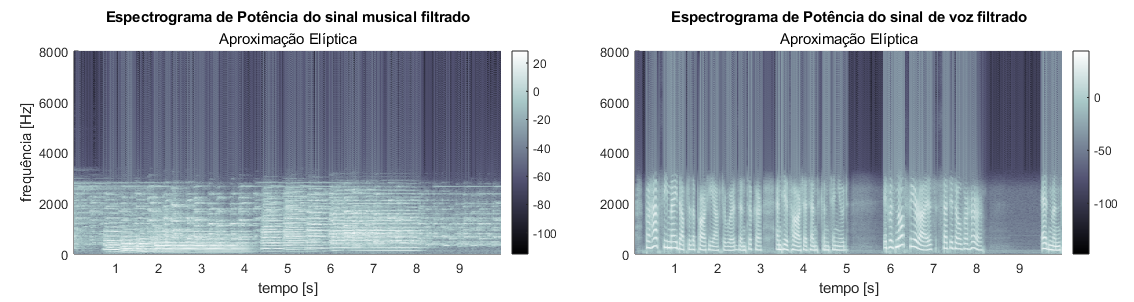 Espectrograma de Potência do sinal musical filtrado
Aproximação Elíptica
8000
6000
4000
2000
0
frequência [Hz]
1 2 3 4 5 6 7 8 9
tempo [s]
20
0
-20
-40
-60
-80
-100
Espectrograma de Potência do sinal de voz filtrado
Aproximação Elíptica
8000
6000
4000
2000
0
1 2 3 4 5 6 7 8 9
tempo [s]
0
-50
-100